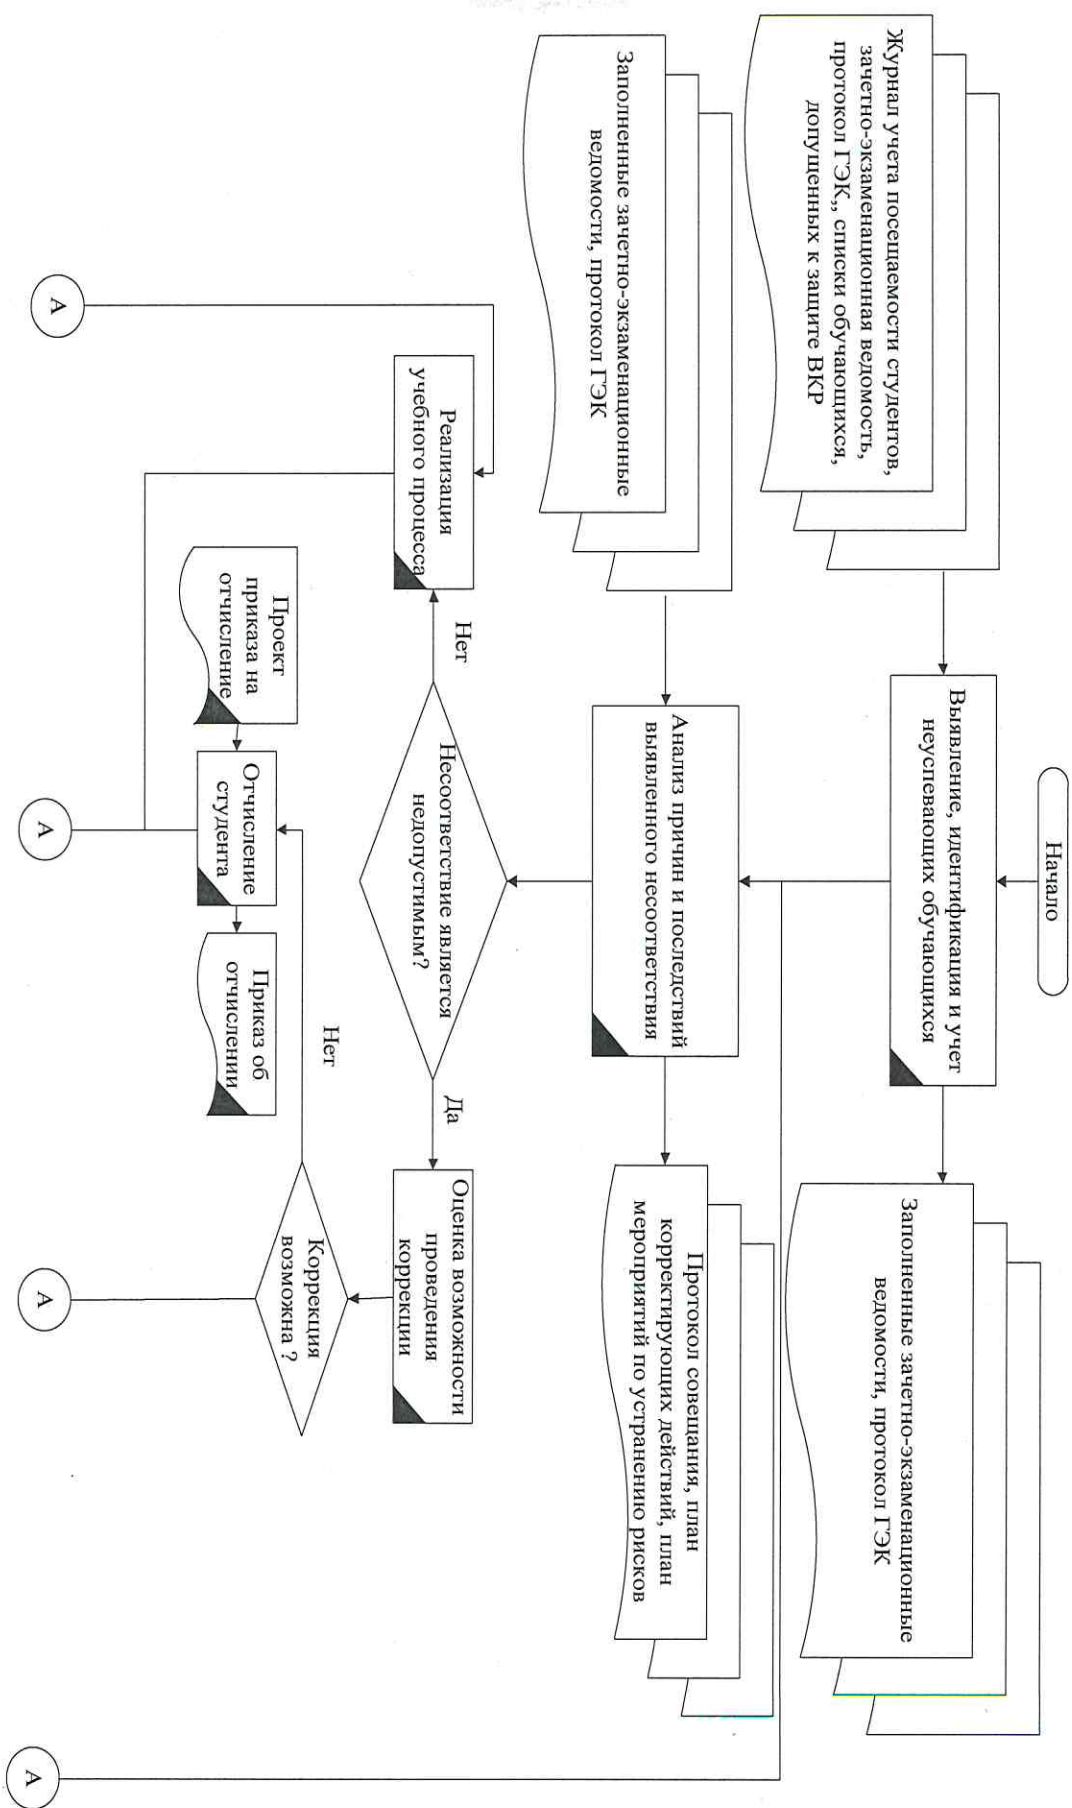 Начало
Журнал учета посещаемости студентов,
зачетно-экзаменационная ведомость,
протокол ГЭК,, списки обучающихся,
допущенных к защите ВКР
Выявление, идентификация и учет
неуспевающих обучающихся
Заполненные зачетно-экзаменационные
ведомости, протокол ГЭК
Заполненные зачетно-экзаменационные
ведомости, протокол ГЭК
Анализ причин и последствий
выявленного несоответствия
Протокол совещания, план
корректирующих действий, план
мероприятий по устранению рисков
Реализация
учебного процесса
Нет
Несоответствие является
недопустимым?
Да
Оценка возможности
проведения
коррекции
Проект
приказа на
отчисление
Отчисление
студента
Приказ об
отчислении
Нет
Коррекция
возможна ?
А
А
А
А